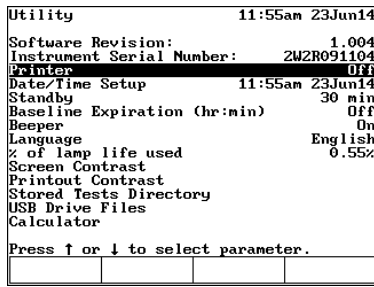 Utility 11:55am 23Jun14
Software Revision: 1.004
Instrument Serial Number: 2W2R091104
Printer Off
Date/Time Setup 11:55am 23Jun14
Standby 30 min
Baseline Expiration (hr:min) Off
Beeper On
Language English
% of lamp life used 0.55%
Screen Contrast
Printout Contrast
Stored Tests Directory
USB Drive Files
Calculator
Press ↑ or ↓ to select parameter.